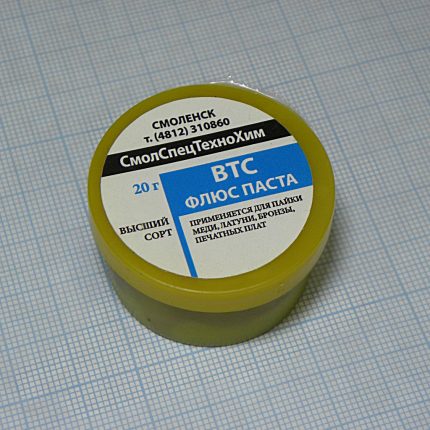 СМОЛЕНСК
т. (4812) 310860
СмолСпецТехноХим
20 г
ВТС
ФЛЮС ПАСТА
ВЫСШИЙ
СОРТ
ПРИМЕНЯЕТСЯ ДЛЯ ПАЙКИ
МЕДИ, ЛАТУНИ, БРОНЗЫ,
ПЕЧАТНЫХ ПЛАТ